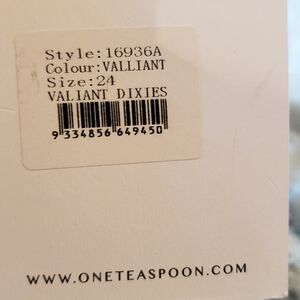 Style:16936A
Colour:VALLIANT
Size:24
VALIANT DIXIES
9 334856 649450
WWW.ONETEASPOON.COM